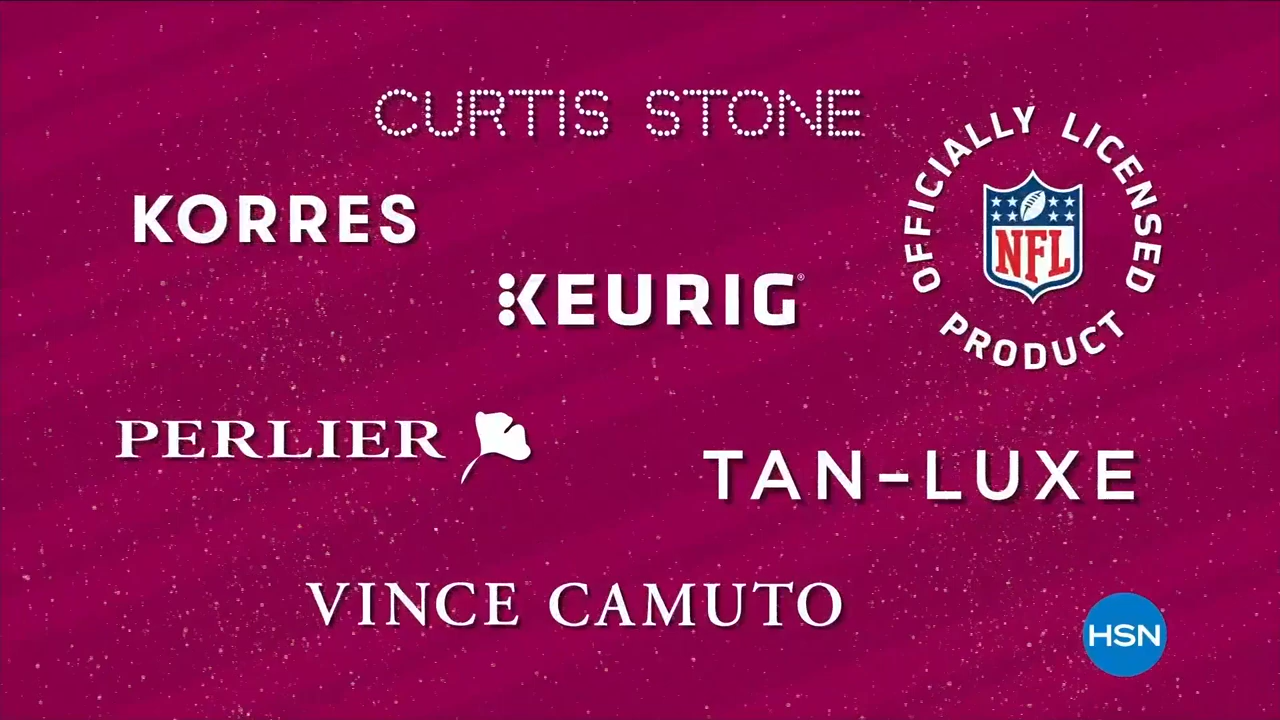 CURTIS STONE
OFFICIALLY LICENSED
PRODUCT
NFL
KORRES
KEURIG®
PERLIER
TAN-LUXE
VINCE CAMUTO
HSN